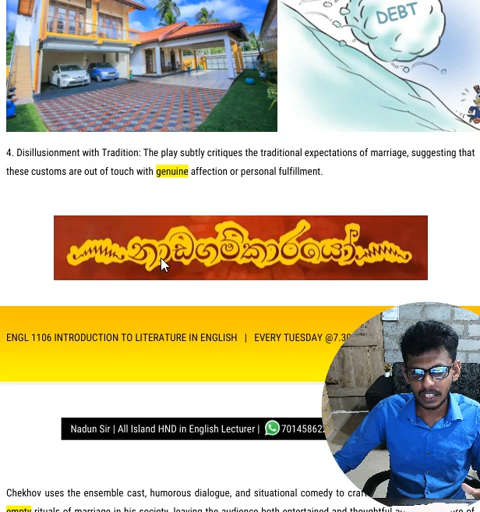 DEBT
4. Disillusionment with Tradition: The play subtly critiques the traditional expectations of marriage, suggesting that
these customs are out of touch with genuine affection or personal fulfillment.
නාඩගම්කාරයෝ
ENGL 1106 INTRODUCTION TO LITERATURE IN ENGLISH | EVERY TUESDAY @7.30
Nadun Sir | All Island HND in English Lecturer | 70145862
Chekhov uses the ensemble cast, humorous dialogue, and situational comedy to
empty rituals of marriage in his society, leaving the audience both entertained and thoughtful